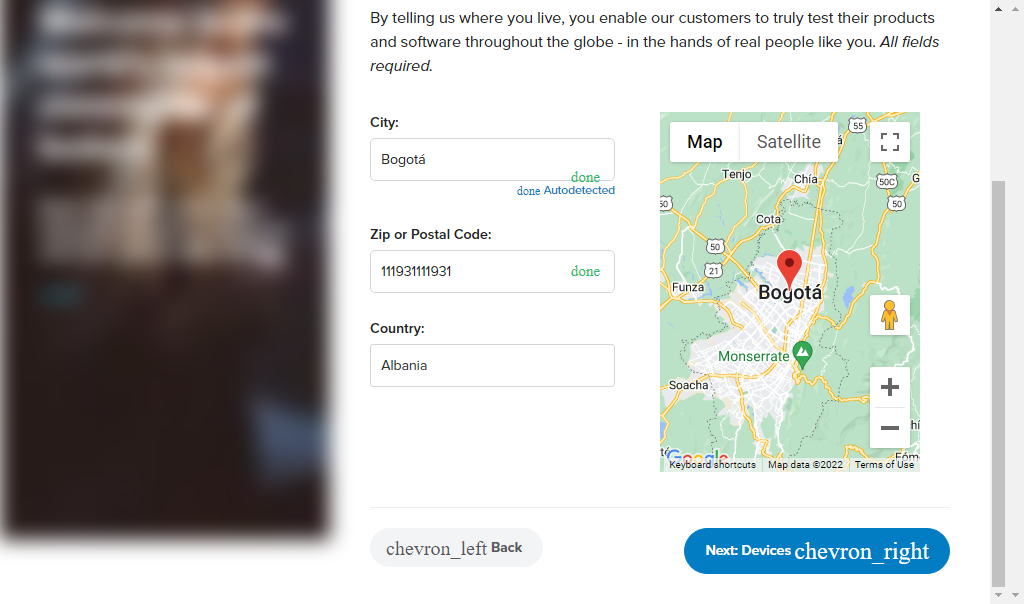 By telling us where you live, you enable our customers to truly test their products
and software throughout the globe - in the hands of real people like you. All fields
required.
City:
Bogotá
done
done Autodetected
Zip or Postal Code:
111931111931
done
Country:
Albania
Map
Satellite
55
Tenjo
Chía
50C
50
50
Cota
50
21
Funza
Bogotá
Monserrate
Soacha
Google
Keyboard shortcuts
Map data ©2022
Terms of Use
chevron_left Back
Next: Devices chevron_right